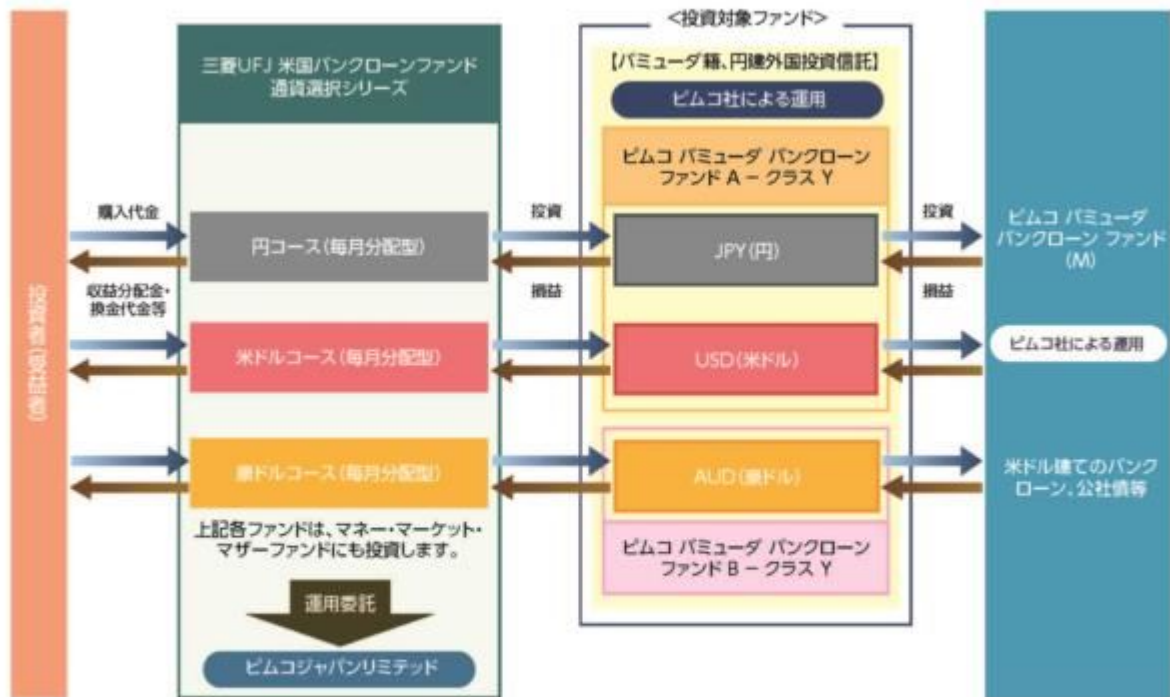 <投資対象ファンド>
三菱UFJ 米国バンクローンファンド
通貨選択シリーズ
【バミューダ籍、円建外国投資信託】
ピムコ社による運用
ピムコ バミューダ バンクローン
ファンド A － クラス Y
購入代金
投資
投資
円コース（毎月分配型）
JPY（円）
ピムコ バミューダ
バンクローン ファンド
（M）
収益分配金・
換金代金等
損益
損益
投資者（受益者）
米ドルコース（毎月分配型）
USD（米ドル）
ピムコ社による運用
豪ドルコース（毎月分配型）
AUD（豪ドル）
米ドル建てのバンク
ローン、公社債等
上記各ファンドは、マネー・マーケット・
マザーファンドにも投資します。
ピムコ バミューダ バンクローン
ファンド B － クラス Y
運用委託
ピムコジャパンリミテッド